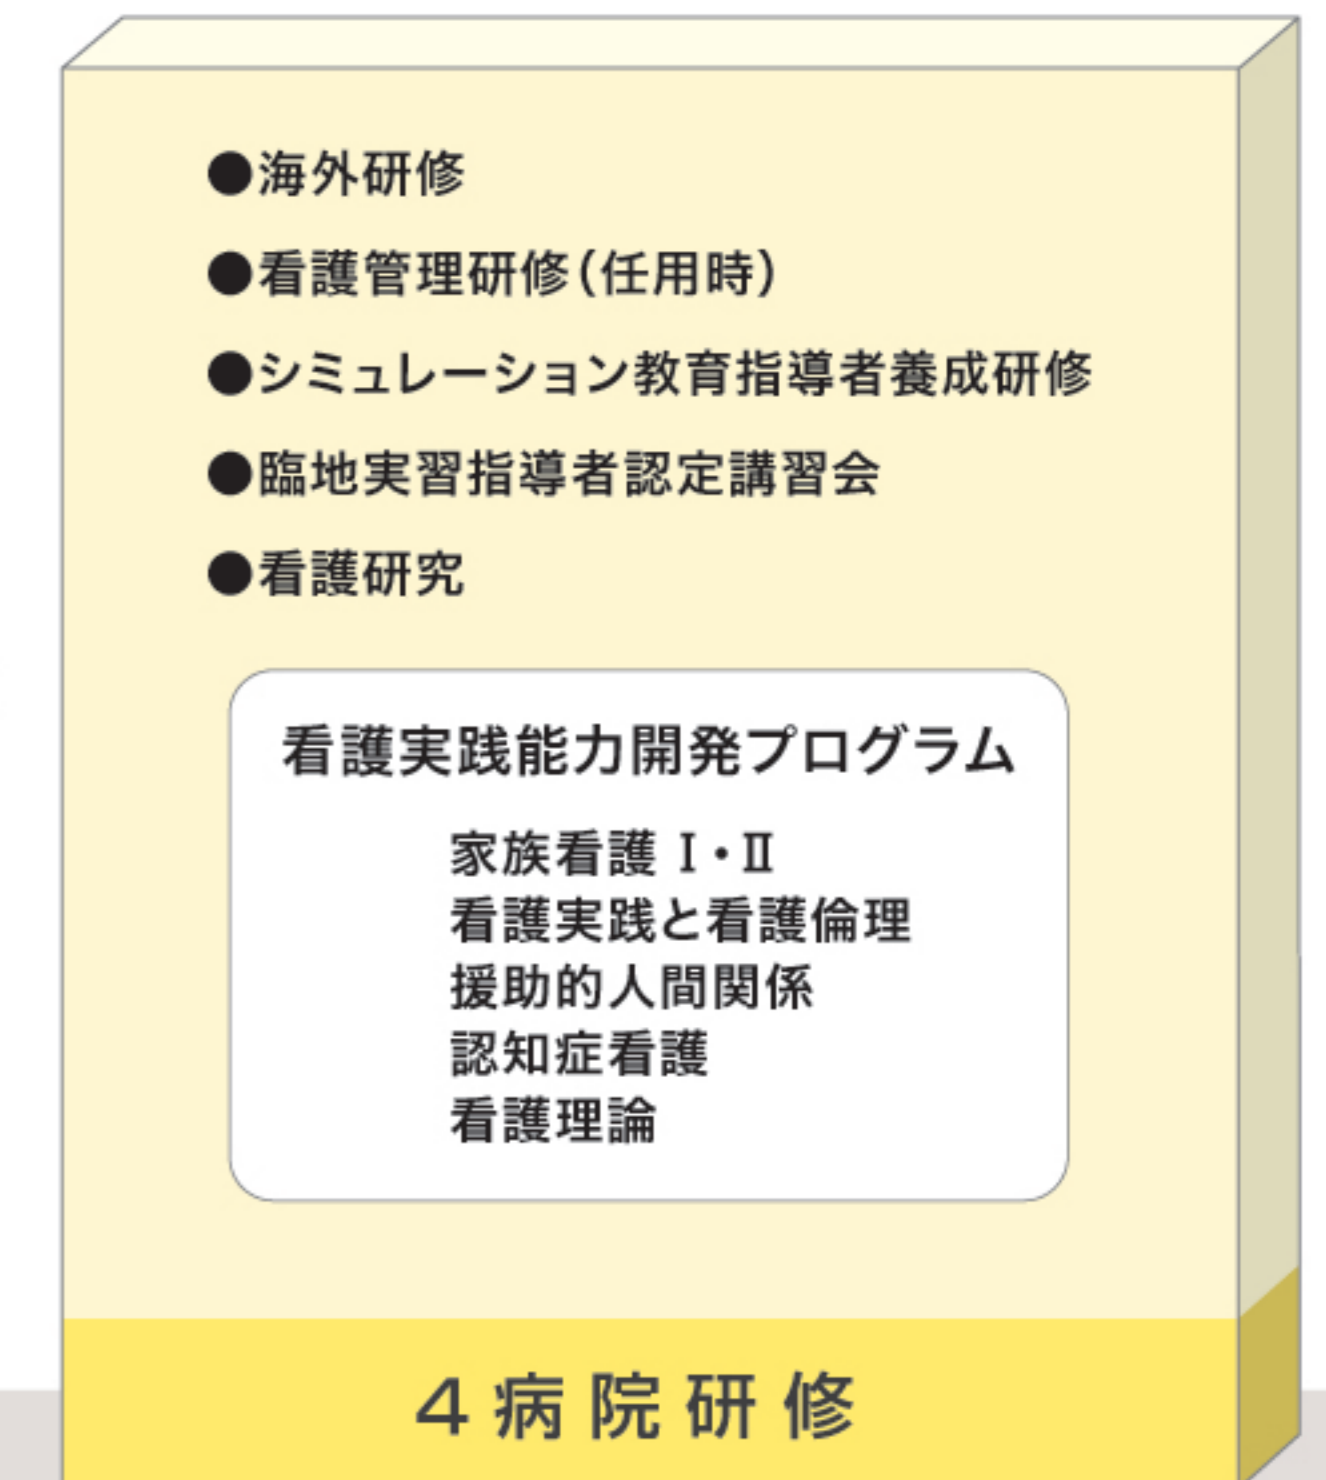 ●海外研修
●看護管理研修(任用時)
●シミュレーション教育指導者養成研修
●臨地実習指導者認定講習会
●看護研究
看護実践能力開発プログラム
家族看護 Ⅰ・Ⅱ
看護実践と看護倫理
援助的人間関係
認知症看護
看護理論
4病院研修